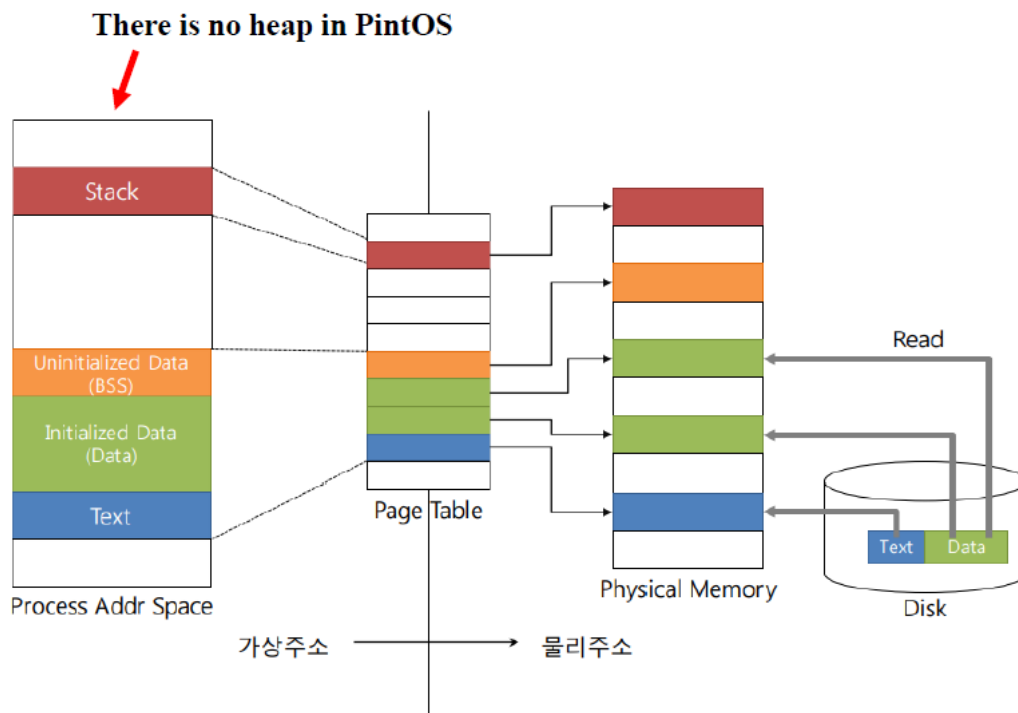 There is no heap in PintOS
Stack
Uninitialized Data
(BSS)
Initialized Data
(Data)
Text
Process Addr Space
Page Table
Physical Memory
Read
Text
Data
Disk
가상주소
물리주소